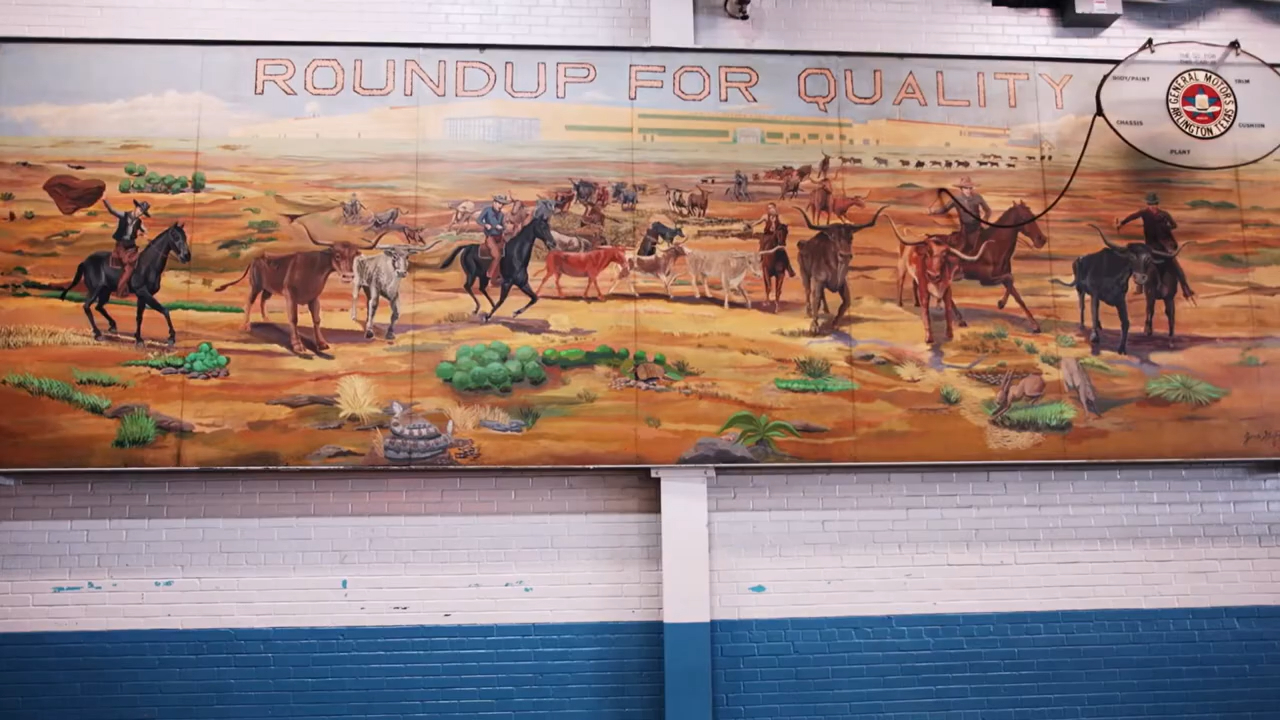 ROUNDUP FOR QUALITY
BODY/PAINT
TRIM
GENERAL MOTORS
ARLINGTON TEXAS
CHASSIS
CUSHION
PLANT